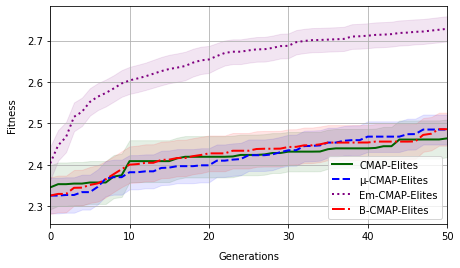 2.7
2.6
2.5
2.4
2.3
Fitness
0 10 20 30 40 50
Generations
CMAP-Elites
μ-CMAP-Elites
Em-CMAP-Elites
B-CMAP-Elites